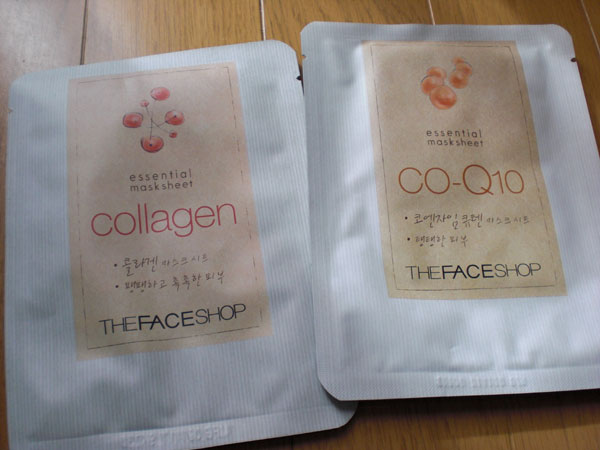 essential
masksheet
collagen
• 콜라겐 마스크시트
• 팽팽하고 촉촉한 피부
THEFACESHOP
essential
masksheet
CO-Q10
• 코엔자임 큐텐 마스크시트
• 탱탱한 피부
THEFACESHOP